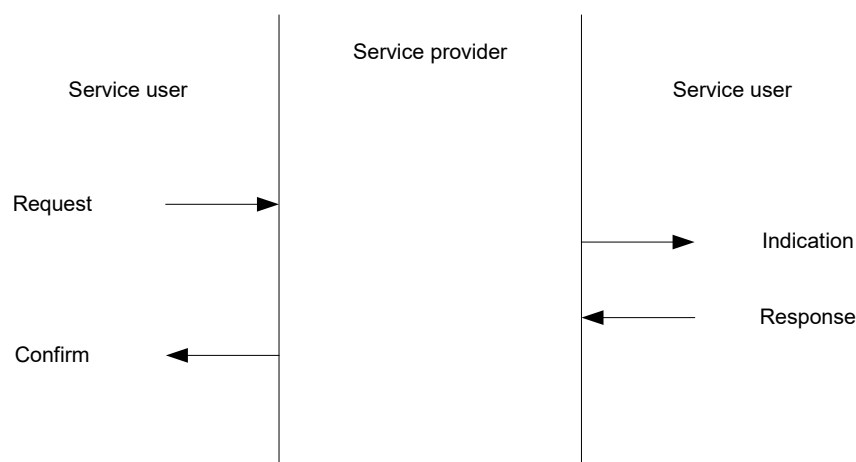 Service provider
Service user
Service user
Request
Indication
Response
Confirm